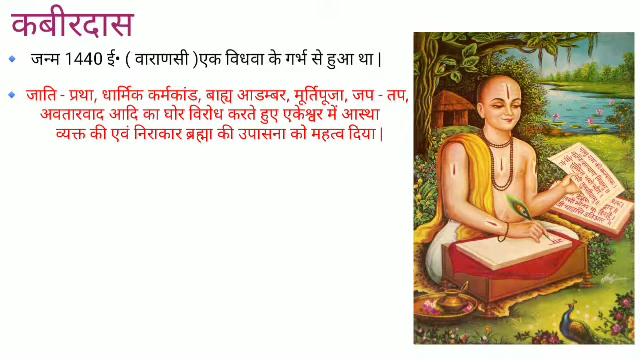 कबीरदास
जन्म 1440 ई• ( वाराणसी )एक विधवा के गर्भ से हुआ था |
जाति - प्रथा, धार्मिक कर्मकांड, बाह्य आडम्बर, मूर्तिपूजा, जप - तप,
अवतारवाद आदि का घोर विरोध करते हुए एकेश्वर में आस्था
व्यक्त की एवं निराकार ब्रह्मा की उपासना को महत्व दिया |